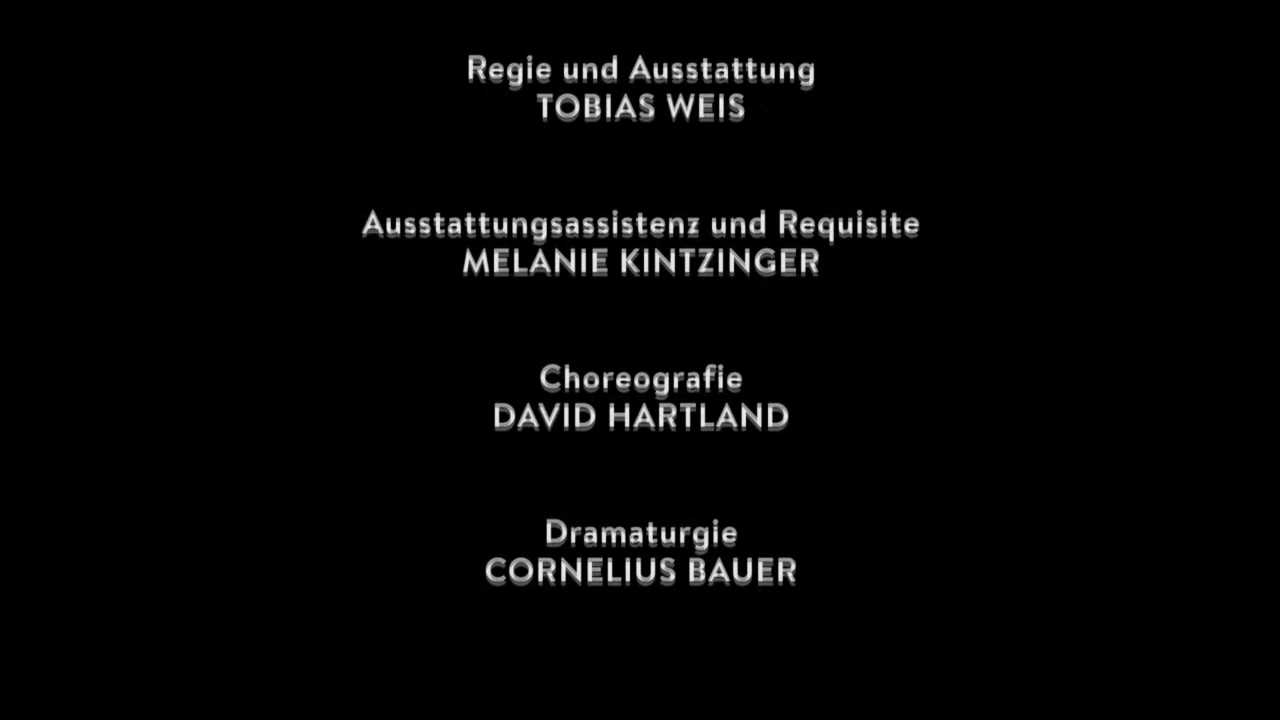 Regie und Ausstattung
TOBIAS WEIS
Ausstattungsassistenz und Requisite
MELANIE KINTZINGER
Choreografie
DAVID HARTLAND
Dramaturgie
CORNELIUS BAUER